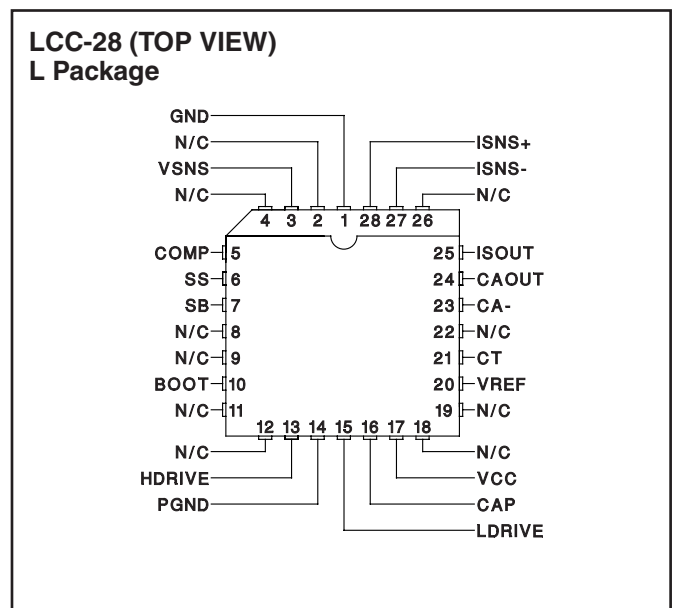 LCC-28 (TOP VIEW)
L Package
GND
N/C
VSNS
N/C
ISNS+
ISNS-
N/C
4 3 2 1 28 27 26
COMP 5
SS 6
SB 7
N/C 8
N/C 9
BOOT 10
N/C 11
25 ISOUT
24 CAOUT
23 CA-
22 N/C
21 CT
20 VREF
19 N/C
12 13 14 15 16 17 18
N/C
HDRIVE
PGND
N/C
VCC
CAP
LDRIVE